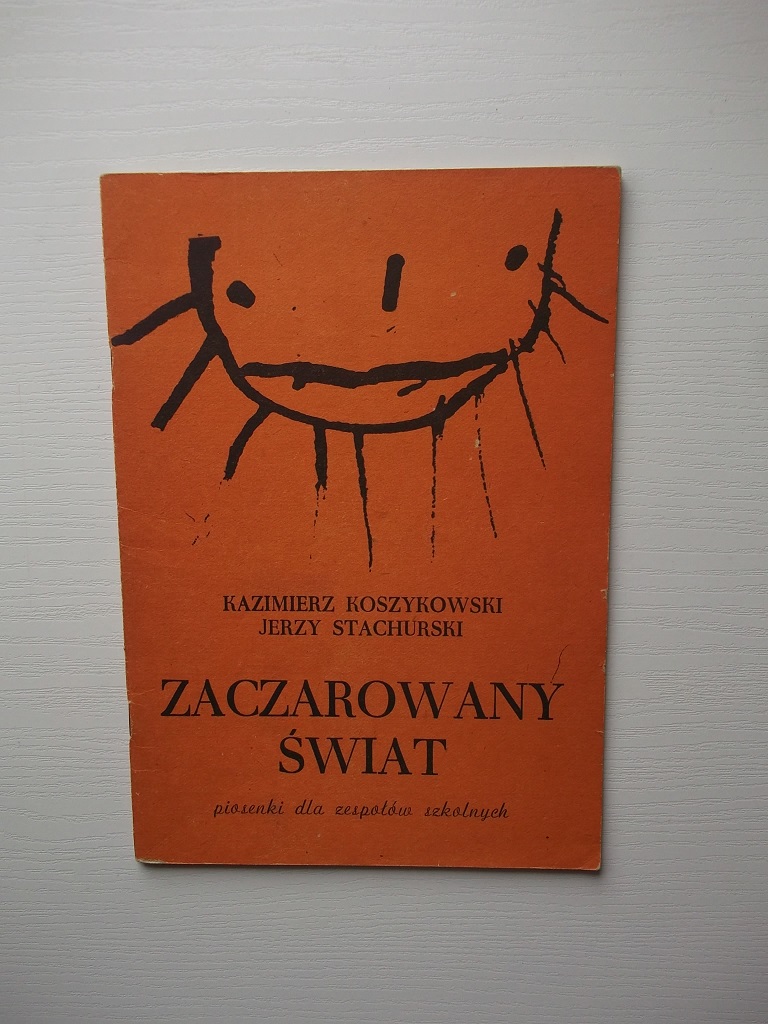 KAZIMIERZ KOSZYKOWSKI
JERZY STACHURSKI
ZACZAROWANY
ŚWIAT
piosenki dla zespołów szkolnych